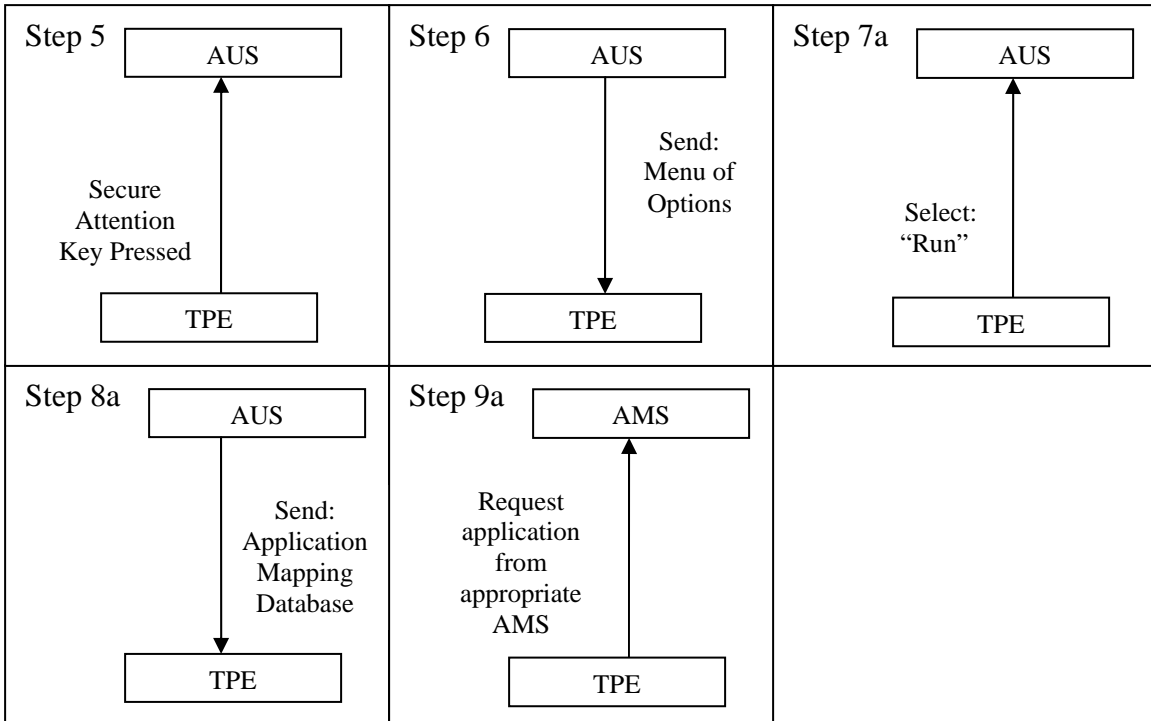 Step 5
AUS
Secure
Attention
Key Pressed
TPE
Step 6
AUS
Send:
Menu of
Options
TPE
Step 7a
AUS
Select:
“Run”
TPE
Step 8a
AUS
Send:
Application
Mapping
Database
TPE
Step 9a
AMS
Request
application
from
appropriate
AMS
TPE